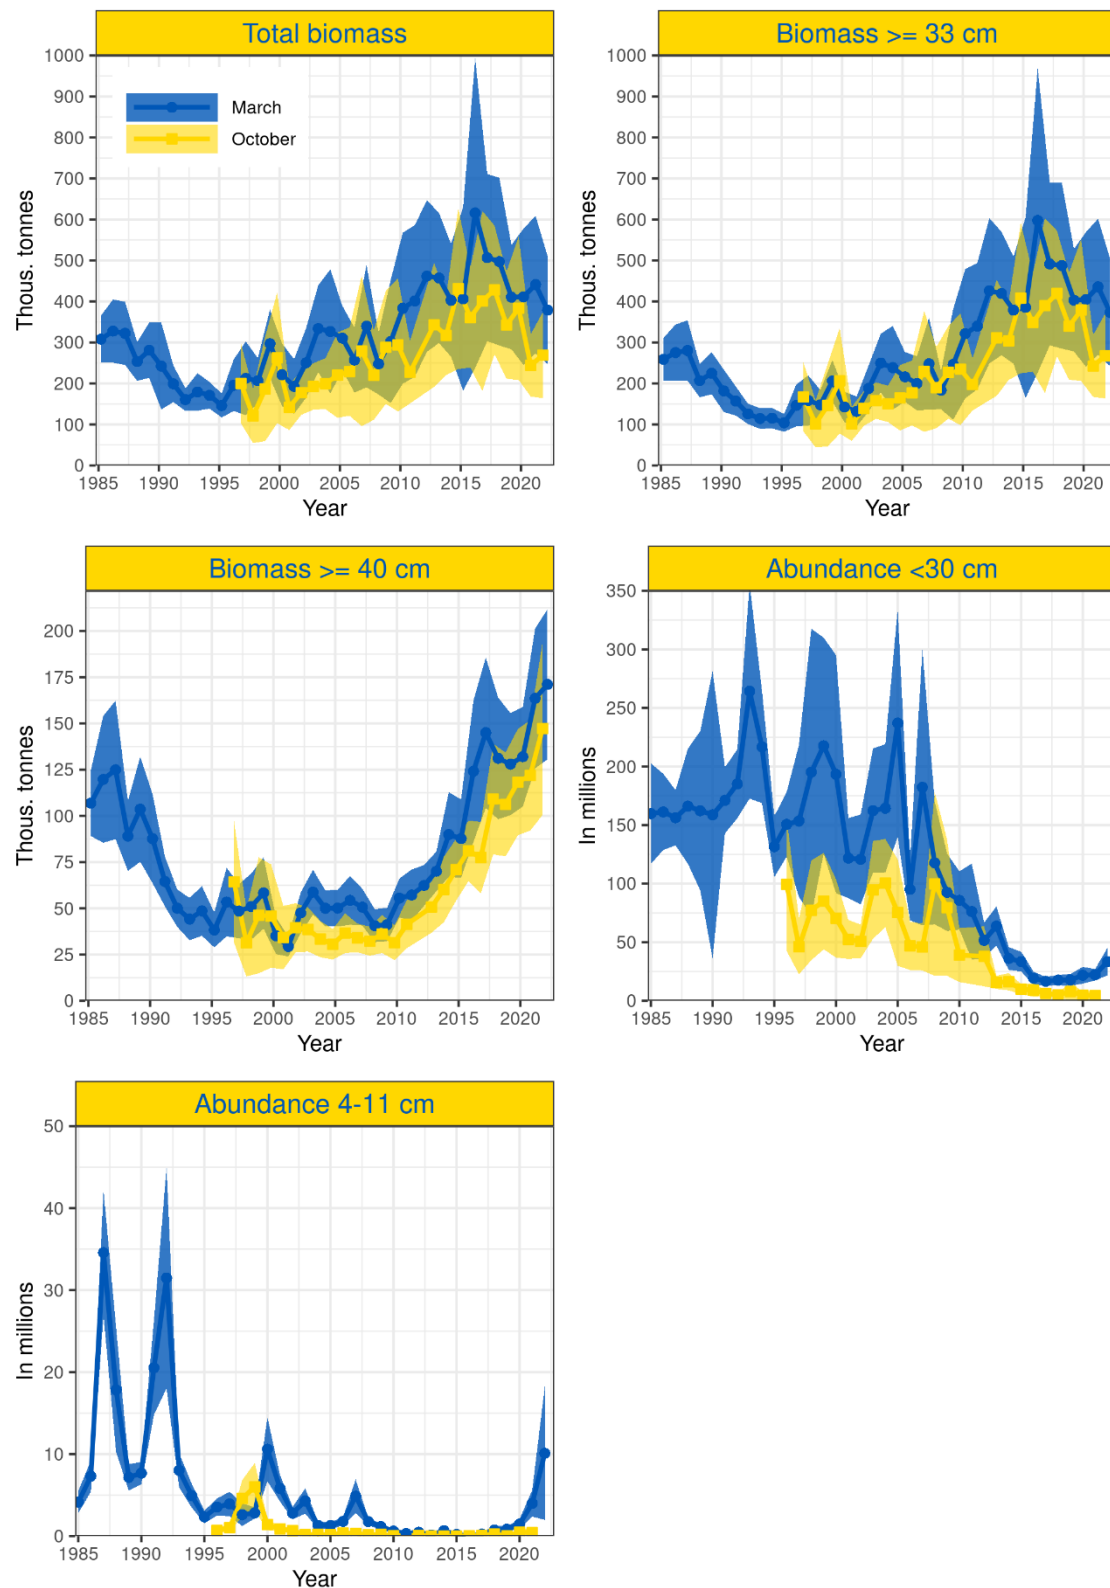 Total biomass
Biomass >= 33 cm
1000
900
800
700
600
500
400
300
200
100
0
Thous. tonnes
March
October
1985 1990 1995 2000 2005 2010 2015 2020
Year
1000
900
800
700
600
500
400
300
200
100
0
Thous. tonnes
1985 1990 1995 2000 2005 2010 2015 2020
Year
Biomass >= 40 cm
Abundance <30 cm
200
175
150
125
100
75
50
25
0
Thous. tonnes
1985 1990 1995 2000 2005 2010 2015 2020
Year
350
300
250
200
150
100
50
0
In millions
1985 1990 1995 2000 2005 2010 2015 2020
Year
Abundance 4-11 cm
50
40
30
20
10
0
In millions
1985 1990 1995 2000 2005 2010 2015 2020
Year